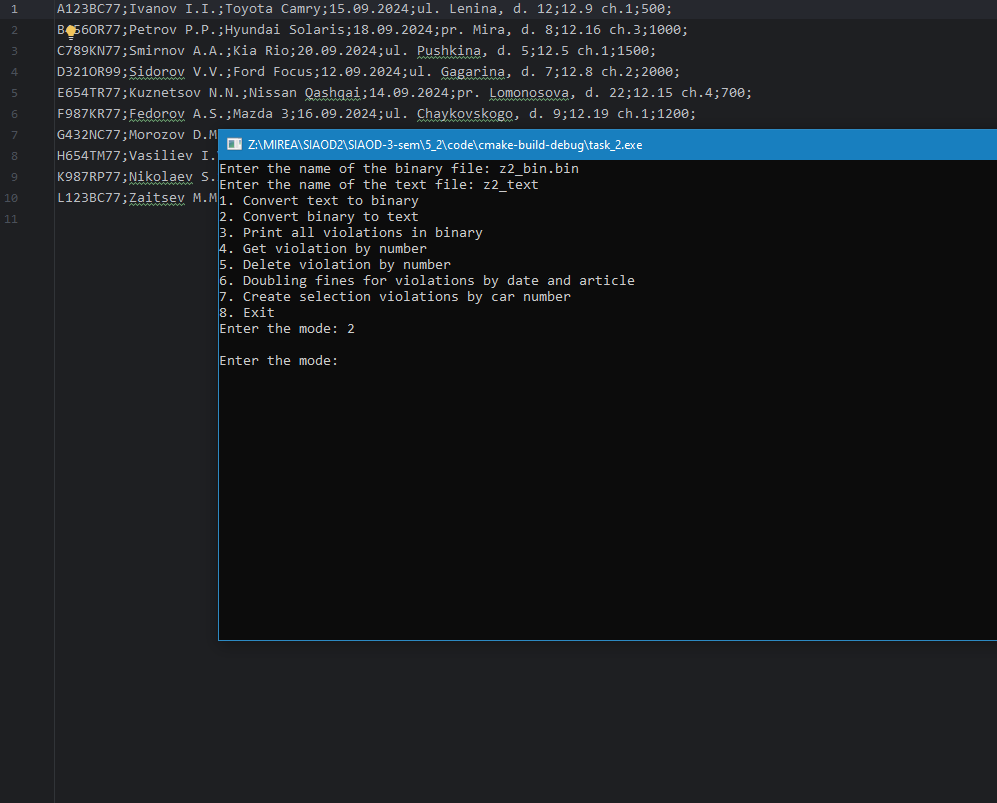 1 A123BC77;Ivanov I.I.;Toyota Camry;15.09.2024;ul. Lenina, d. 12;12.9 ch.1;500;
2 B456OR77;Petrov P.P.;Hyundai Solaris;18.09.2024;pr. Mira, d. 8;12.16 ch.3;1000;
3 C789KN77;Smirnov A.A.;Kia Rio;20.09.2024;ul. Pushkina, d. 5;12.5 ch.1;1500;
4 D321OR99;Sidorov V.V.;Ford Focus;12.09.2024;ul. Gagarina, d. 7;12.8 ch.2;2000;
5 E654TR77;Kuznetsov N.N.;Nissan Qashqai;14.09.2024;pr. Lomonosova, d. 22;12.15 ch.4;700;
6 F987KR77;Fedorov A.S.;Mazda 3;16.09.2024;ul. Chaykovskogo, d. 9;12.19 ch.1;1200;
7 G432NC77;Morozov D.M
8 H654TM77;Vasiliev I.
9 K987RP77;Nikolaev S.
10 L123BC77;Zaitsev M.M
11
Z:\MIREA\SIAOD2\SIAOD-3-sem\5_2\code\cmake-build-debug\task_2.exe
Enter the name of the binary file: z2_bin.bin
Enter the name of the text file: z2_text
1. Convert text to binary
2. Convert binary to text
3. Print all violations in binary
4. Get violation by number
5. Delete violation by number
6. Doubling fines for violations by date and article
7. Create selection violations by car number
8. Exit
Enter the mode: 2
Enter the mode: